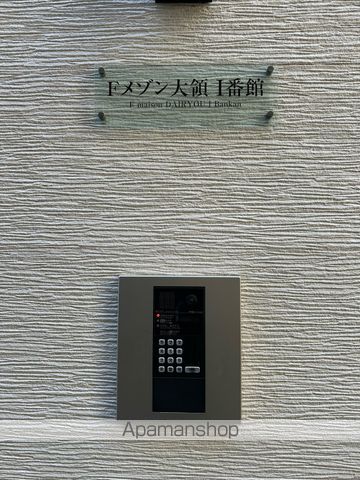 Fメゾン大領 I番館
F maison DAIRYOU I Bankan
Apamanshop